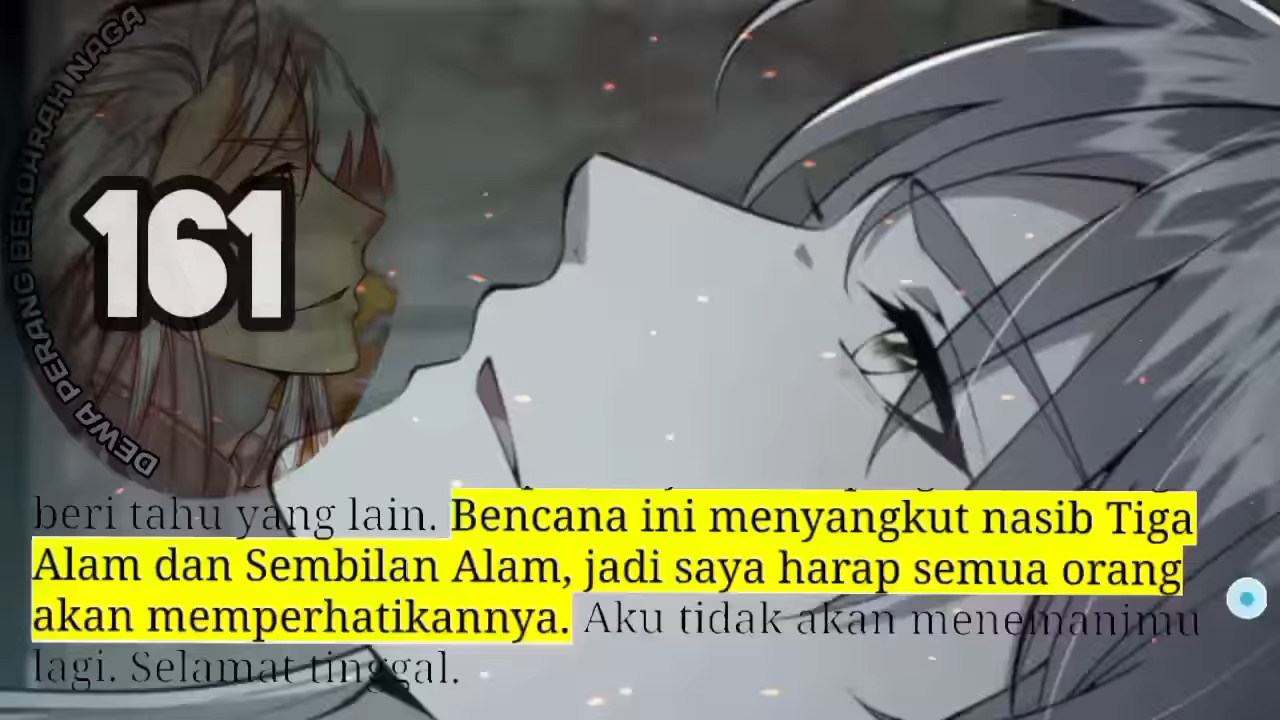 DEWA PERANG BERDARAH NAGA
161
beri tahu yang lain. Bencana ini menyangkut nasib Tiga
Alam dan Sembilan Alam, jadi saya harap semua orang
akan memperhatikannya. Aku tidak akan menemanimu
lagi. Selamat tinggal.